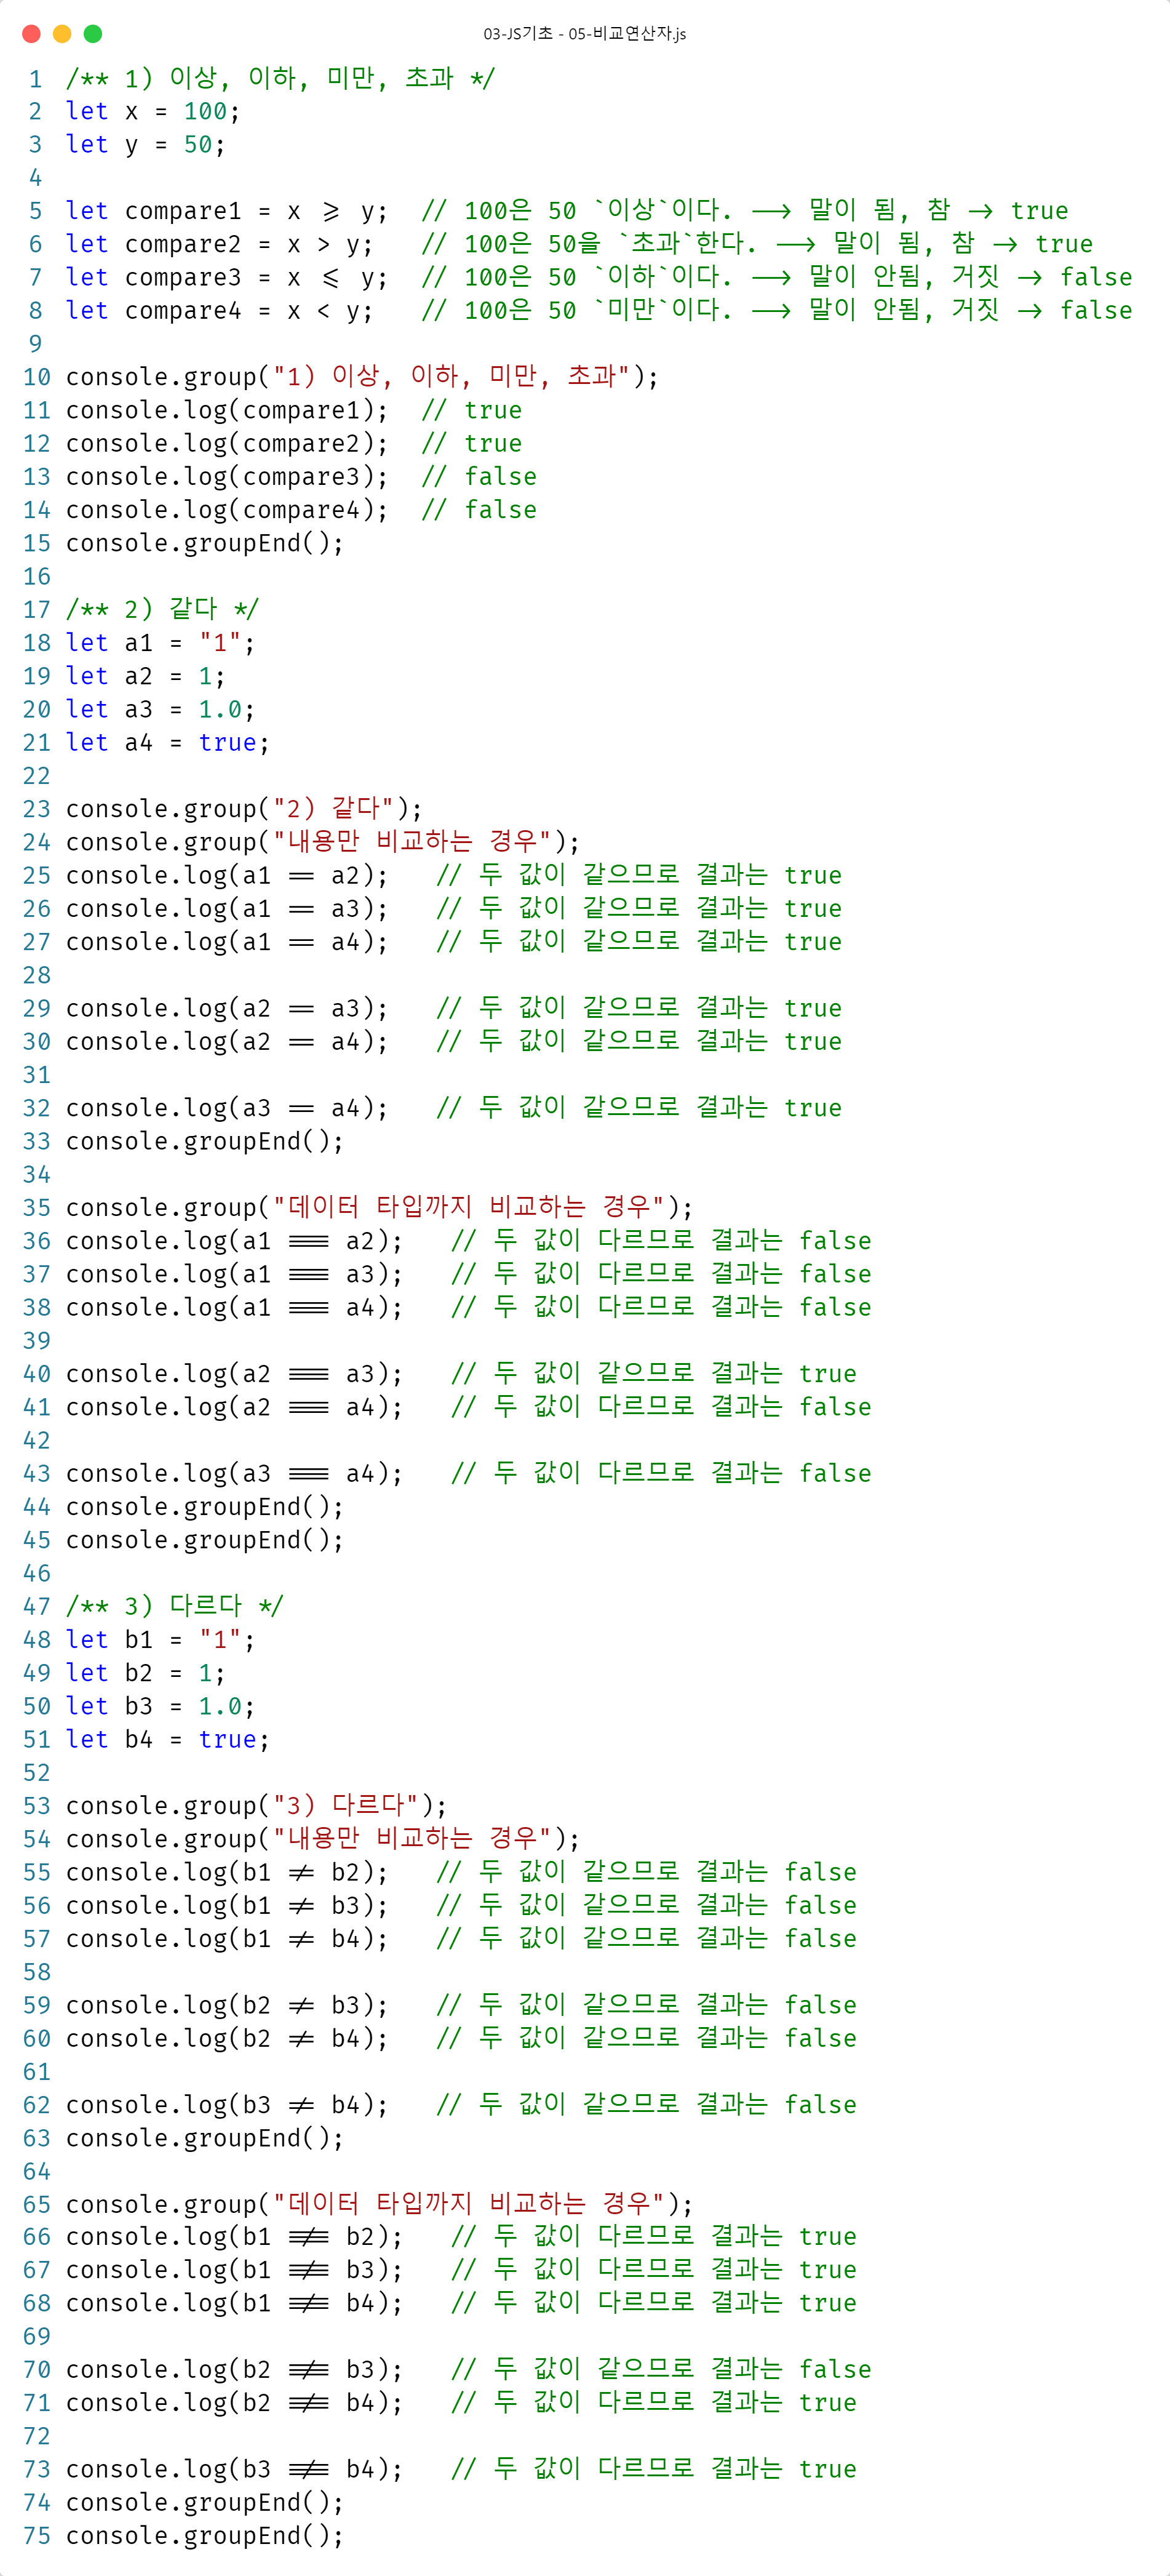 03-JS기초 - 05-비교연산자.js
1 /** 1) 이상, 이하, 미만, 초과 */
2 let x = 100;
3 let y = 50;
4
5 let compare1 = x >= y;  // 100은 50 `이상`이다. --> 말이 됨, 참 -> true
6 let compare2 = x > y;   // 100은 50을 `초과`한다. --> 말이 됨, 참 -> true
7 let compare3 = x <= y;  // 100은 50 `이하`이다. --> 말이 안됨, 거짓 -> false
8 let compare4 = x < y;   // 100은 50 `미만`이다. --> 말이 안됨, 거짓 -> false
9
10 console.group("1) 이상, 이하, 미만, 초과");
11 console.log(compare1);  // true
12 console.log(compare2);  // true
13 console.log(compare3);  // false
14 console.log(compare4);  // false
15 console.groupEnd();
16
17 /** 2) 같다 */
18 let a1 = "1";
19 let a2 = 1;
20 let a3 = 1.0;
21 let a4 = true;
22
23 console.group("2) 같다");
24 console.group("내용만 비교하는 경우");
25 console.log(a1 == a2);   // 두 값이 같으므로 결과는 true
26 console.log(a1 == a3);   // 두 값이 같으므로 결과는 true
27 console.log(a1 == a4);   // 두 값이 같으므로 결과는 true
28
29 console.log(a2 == a3);   // 두 값이 같으므로 결과는 true
30 console.log(a2 == a4);   // 두 값이 같으므로 결과는 true
31
32 console.log(a3 == a4);   // 두 값이 같으므로 결과는 true
33 console.groupEnd();
34
35 console.group("데이터 타입까지 비교하는 경우");
36 console.log(a1 === a2);   // 두 값이 다르므로 결과는 false
37 console.log(a1 === a3);   // 두 값이 다르므로 결과는 false
38 console.log(a1 === a4);   // 두 값이 다르므로 결과는 false
39
40 console.log(a2 === a3);   // 두 값이 같으므로 결과는 true
41 console.log(a2 === a4);   // 두 값이 다르므로 결과는 false
42
43 console.log(a3 === a4);   // 두 값이 다르므로 결과는 false
44 console.groupEnd();
45 console.groupEnd();
46
47 /** 3) 다르다 */
48 let b1 = "1";
49 let b2 = 1;
50 let b3 = 1.0;
51 let b4 = true;
52
53 console.group("3) 다르다");
54 console.group("내용만 비교하는 경우");
55 console.log(b1 != b2);   // 두 값이 같으므로 결과는 false
56 console.log(b1 != b3);   // 두 값이 같으므로 결과는 false
57 console.log(b1 != b4);   // 두 값이 같으므로 결과는 false
58
59 console.log(b2 != b3);   // 두 값이 같으므로 결과는 false
60 console.log(b2 != b4);   // 두 값이 같으므로 결과는 false
61
62 console.log(b3 != b4);   // 두 값이 같으므로 결과는 false
63 console.groupEnd();
64
65 console.group("데이터 타입까지 비교하는 경우");
66 console.log(b1 !== b2);   // 두 값이 다르므로 결과는 true
67 console.log(b1 !== b3);   // 두 값이 다르므로 결과는 true
68 console.log(b1 !== b4);   // 두 값이 다르므로 결과는 true
69
70 console.log(b2 !== b3);   // 두 값이 같으므로 결과는 false
71 console.log(b2 !== b4);   // 두 값이 다르므로 결과는 true
72
73 console.log(b3 !== b4);   // 두 값이 다르므로 결과는 true
74 console.groupEnd();
75 console.groupEnd();